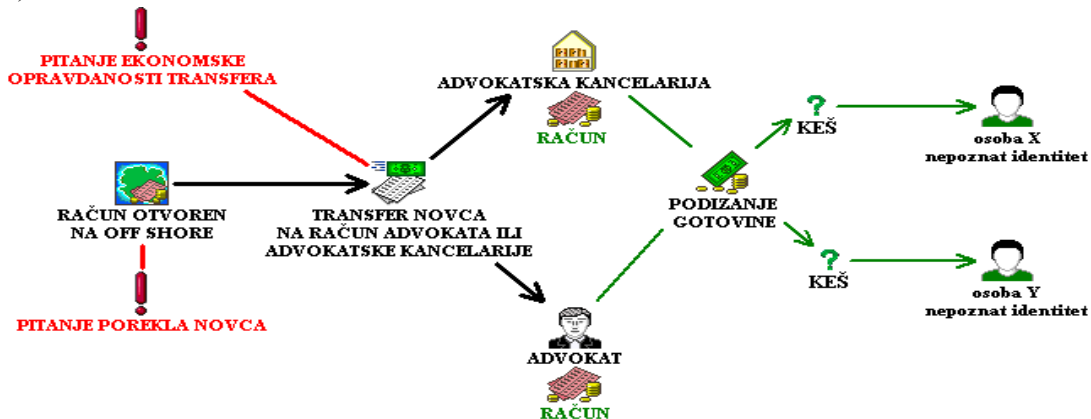 PITANJE EKONOMSKE
OPRAVDANOSTI TRANSFERA
ADVOKATSKA KANCELARIJA
RAČUN
KEŠ
osoba X
nepoznat identitet
RAČUN OTVOREN
NA OFF SHORE
TRANSFER NOVCA
NA RAČUN ADVOKATA ILI
ADVOKATSKE KANCELARIJE
PODIZANJE
GOTOVINE
KEŠ
osoba Y
nepoznat identitet
PITANJE POREKLA NOVCA
ADVOKAT
RAČUN